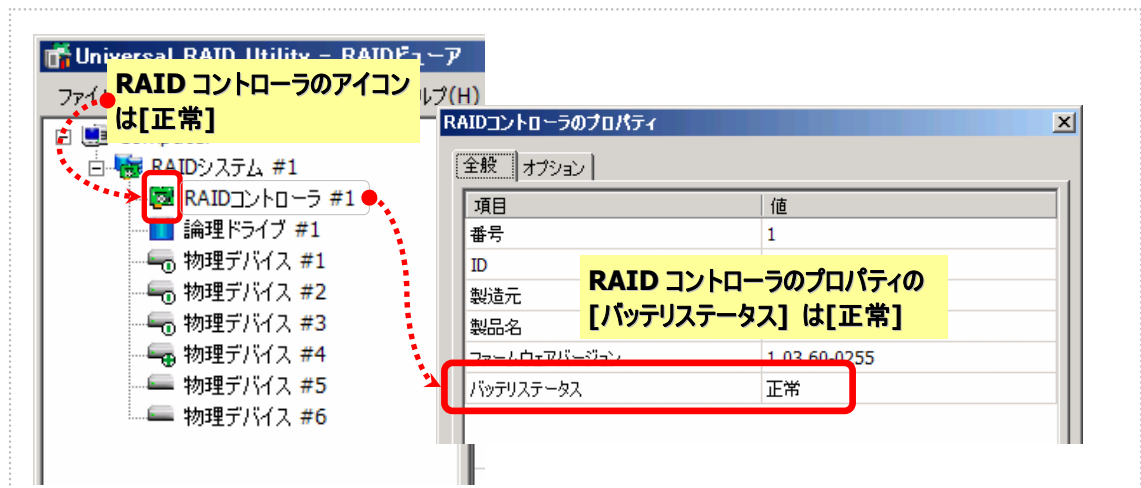 Universal RAID Utility - RAIDビューア
RAID コントローラのアイコン
は[正常]
ファイ
ルプ(H)
RAIDシステム #1
RAIDコントローラ #1
論理ドライブ #1
物理デバイス #1
物理デバイス #2
物理デバイス #3
物理デバイス #4
物理デバイス #5
物理デバイス #6
RAIDコントローラのプロパティ
全般 オプション
項目 値
番号 1
ID
製造元
製品名
RAID コントローラのプロパティの
[バッテリステータス] は[正常]
ファームウェアバージョン 1.03.60-0255
バッテリステータス 正常